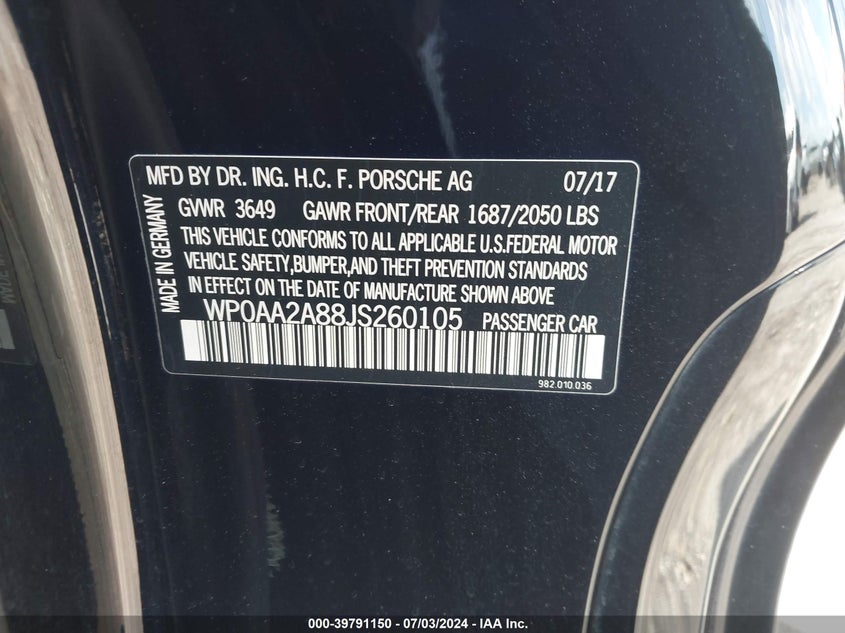 MFD BY DR. ING. H.C. F. PORSCHE AG 07/17
GVWR 3649 GAWR FRONT/REAR 1687/2050 LBS
THIS VEHICLE CONFORMS TO ALL APPLICABLE U.S.FEDERAL MOTOR
VEHICLE SAFETY,BUMPER,AND THEFT PREVENTION STANDARDS
IN EFFECT ON THE DATE OF MANUFACTURE SHOWN ABOVE.
WP0AA2A88JS260105 PASSENGER CAR
982.010.036
MADE IN GERMANY
000-39791150 - 07/03/2024 - IAA Inc.